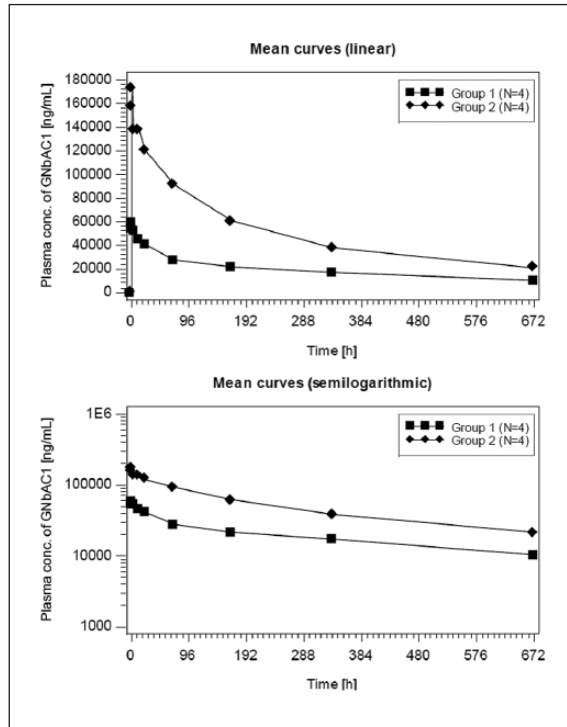 Mean curves (linear)
Plasma conc. of GNbAC1 [ng/mL]
180000
160000
140000
120000
100000
80000
60000
40000
20000
0
Group 1 (N=4)
Group 2 (N=4)
0 96 192 288 384 480 576 672
Time [h]
Mean curves (semilogarithmic)
Plasma conc. of GNbAC1 [ng/mL]
1E6
100000
10000
1000
Group 1 (N=4)
Group 2 (N=4)
0 96 192 288 384 480 576 672
Time [h]